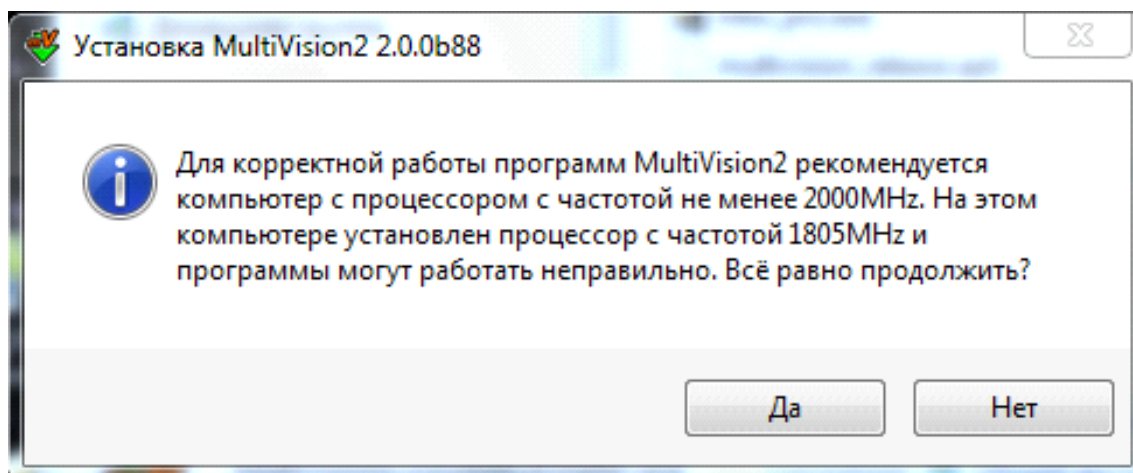 Установка MultiVision2 2.0.0b88
Для корректной работы программ MultiVision2 рекомендуется
компьютер с процессором с частотой не менее 2000MHz. На этом
компьютере установлен процессор с частотой 1805MHz и
программы могут работать неправильно. Всё равно продолжить?
Да
Нет